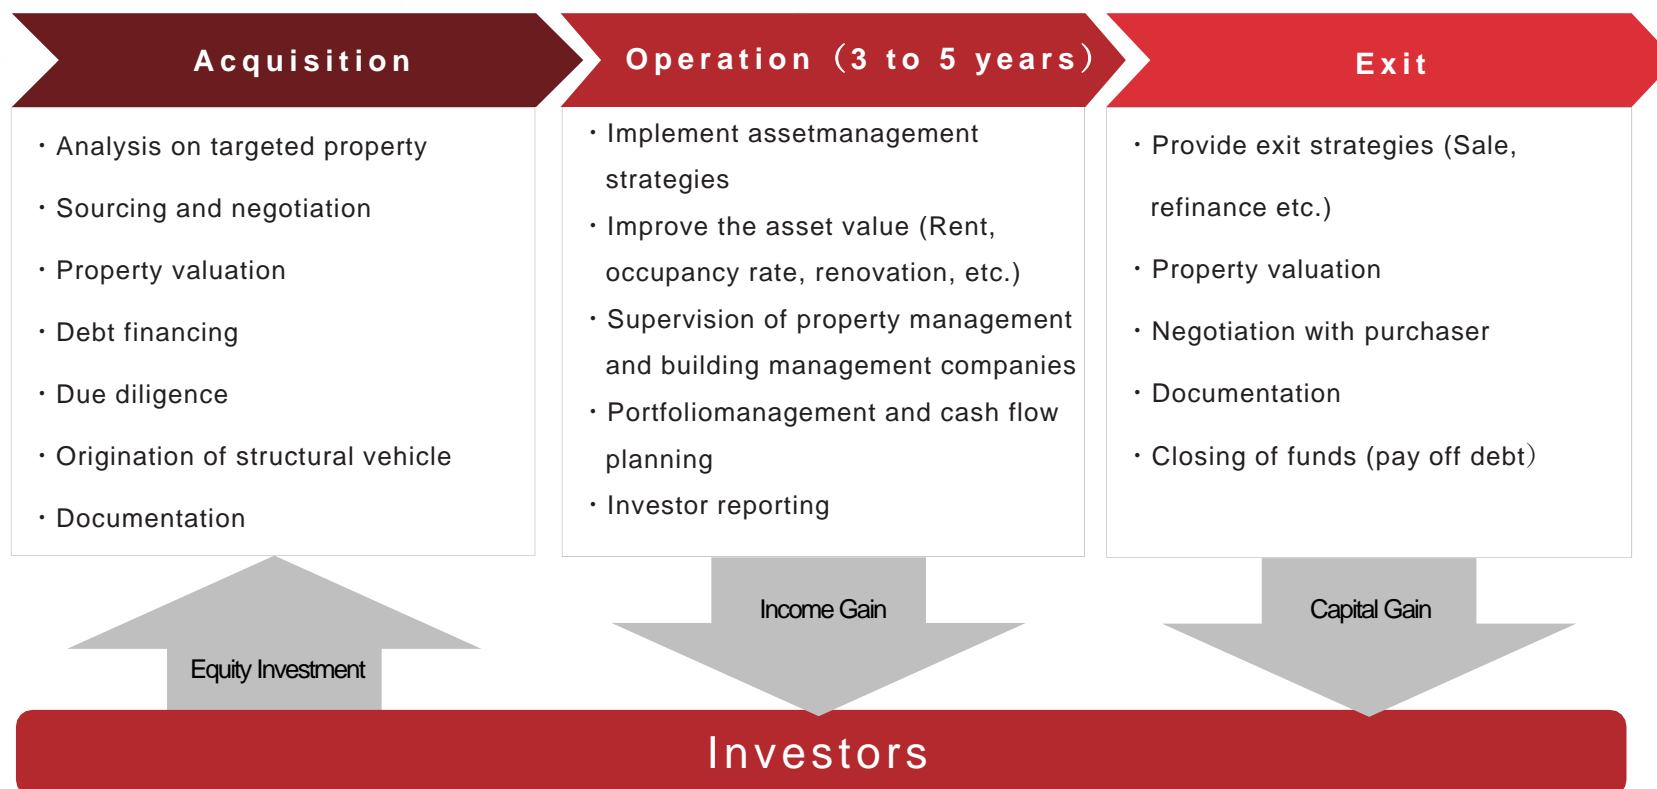 Acquisition
・Analysis on targeted property
・Sourcing and negotiation
・Property valuation
・Debt financing
・Due diligence
・Origination of structural vehicle
・Documentation
Operation（3 to 5 years）
・Implement assetmanagement
strategies
・Improve the asset value (Rent,
occupancy rate, renovation, etc.)
・Supervision of property management
and building management companies
・Portfoliomanagement and cash flow
planning
・Investor reporting
Exit
・Provide exit strategies (Sale,
refinance etc.)
・Property valuation
・Negotiation with purchaser
・Documentation
・Closing of funds (pay off debt）
Equity Investment
Income Gain
Capital Gain
Investors